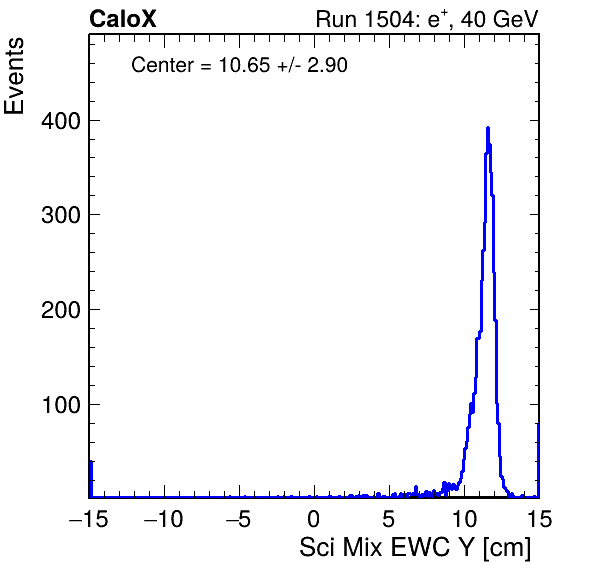 CaloX Run 1504: e⁺, 40 GeV
Center = 10.65 +/- 2.90
Events
400
300
200
100
−15 −10 −5 0 5 10 15
Sci Mix EWC Y [cm]